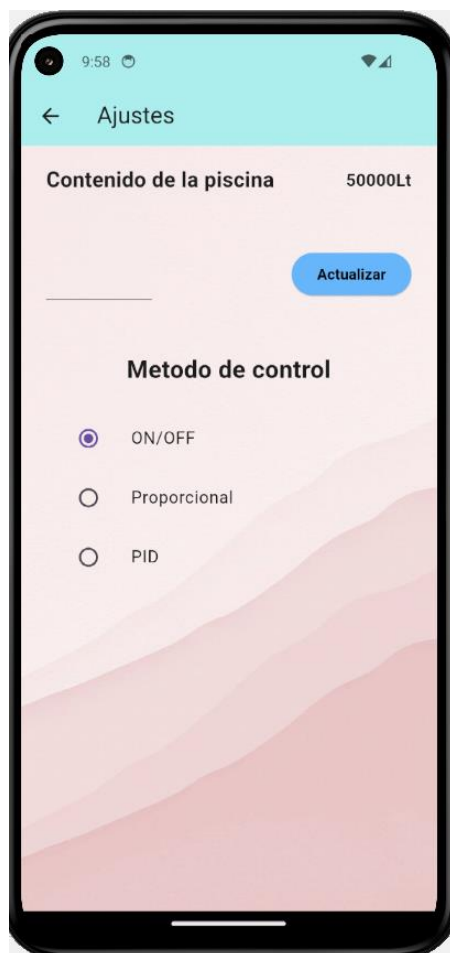 9:58
Ajustes
Contenido de la piscina 50000Lt
Actualizar
Metodo de control
ON/OFF
Proporcional
PID